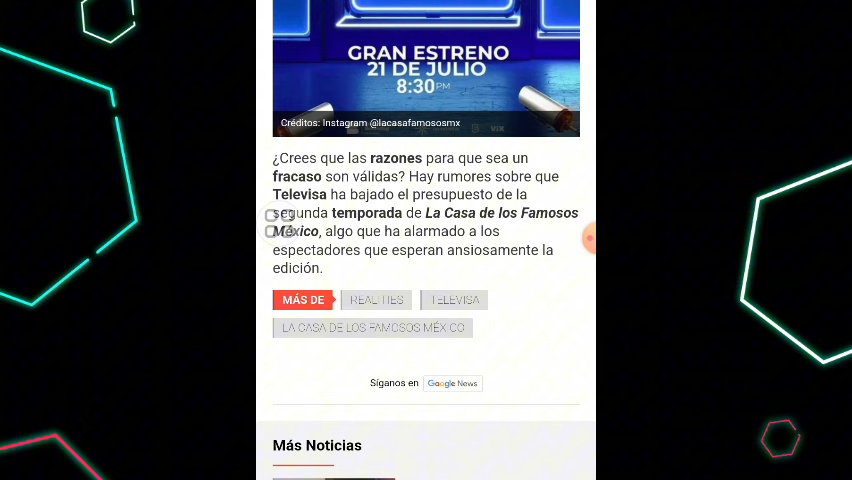 GRAN ESTRENO
21 DE JULIO
8:30PM
Créditos: Instagram @lacasafamososmx
VIX
¿Crees que las razones para que sea un
fracaso son válidas? Hay rumores sobre que
Televisa ha bajado el presupuesto de la
segunda temporada de La Casa de los Famosos
México, algo que ha alarmado a los
espectadores que esperan ansiosamente la
edición.
MÁS DE REALITIES TELEVISA
LA CASA DE LOS FAMOSOS MÉXICO
Síganos en Google News
Más Noticias